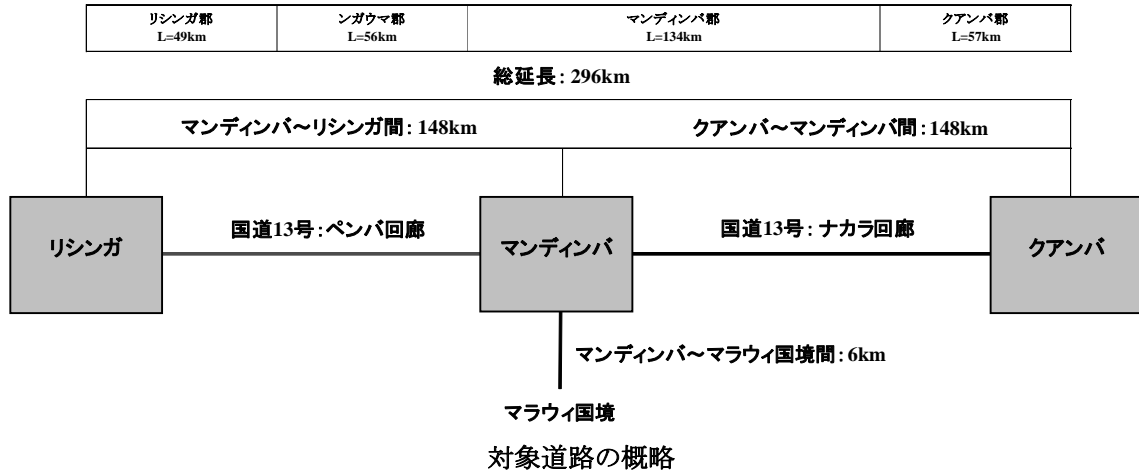 リシンガ郡
L=49km
ンガウマ郡
L=56km
マンディンバ郡
L=134km
クアンバ郡
L=57km
総延長：296km
マンディンバ～リシンガ間：148km
クアンバ～マンディンバ間：148km
リシンガ
国道13号：ペンバ回廊
マンディンバ
国道13号：ナカラ回廊
クアンバ
マンディンバ～マラウィ国境間：6km
マラウィ国境
対象道路の概略